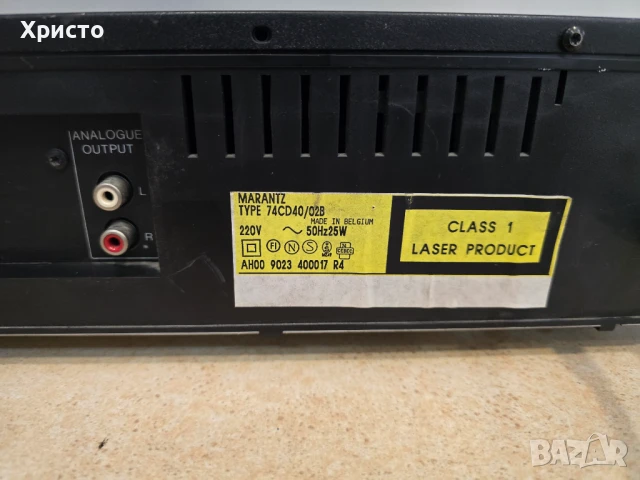 Христо
ANALOGUE
OUTPUT
L
R
MARANTZ
TYPE 74CD40/02B
MADE IN BELGIUM
220V ~ 50Hz25W
FI N S
AH00 9023 400017 R4
CLASS 1
LASER PRODUCT
BAZAR